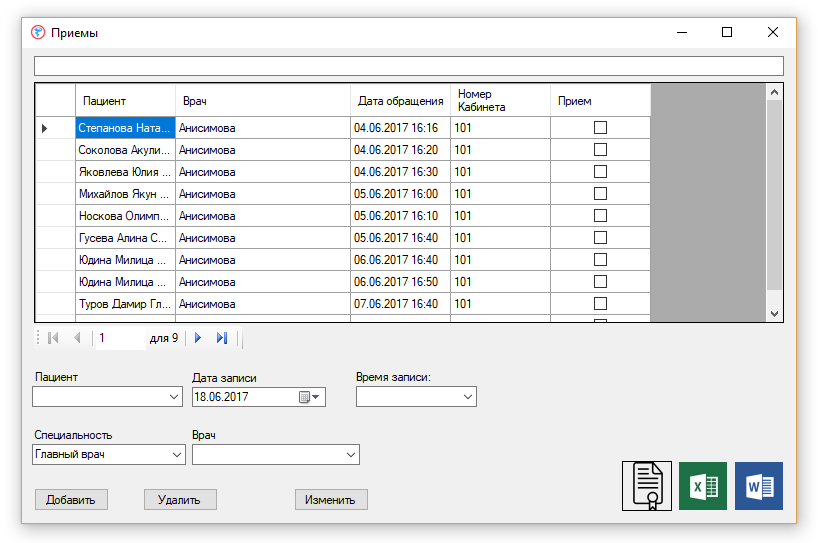 Приемы
Пациент Врач Дата обращения Номер Кабинета Прием
Степанова Ната... Анисимова 04.06.2017 16:16 101
Соколова Акули... Анисимова 04.06.2017 16:20 101
Яковлева Юлия ... Анисимова 04.06.2017 16:30 101
Михайлов Якун ... Анисимова 05.06.2017 16:00 101
Носкова Олимп... Анисимова 05.06.2017 16:10 101
Гусева Алина С... Анисимова 05.06.2017 16:40 101
Юдина Милица ... Анисимова 06.06.2017 16:40 101
Юдина Милица ... Анисимова 06.06.2017 16:50 101
Туров Дамир Гл... Анисимова 07.06.2017 16:40 101
1 для 9
Пациент Дата записи Время записи:
18.06.2017
Специальность Врач
Главный врач
Добавить Удалить Изменить
X W